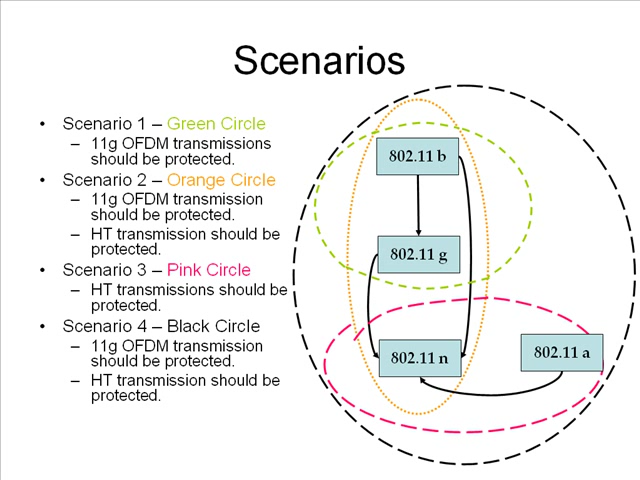 Scenarios
• Scenario 1 – Green Circle
– 11g OFDM transmissions
should be protected.
• Scenario 2 – Orange Circle
– 11g OFDM transmission
should be protected.
– HT transmission should be
protected.
• Scenario 3 – Pink Circle
– HT transmissions should be
protected.
• Scenario 4 – Black Circle
– 11g OFDM transmission
should be protected.
– HT transmission should be
protected.
802.11 b
802.11 g
802.11 n
802.11 a